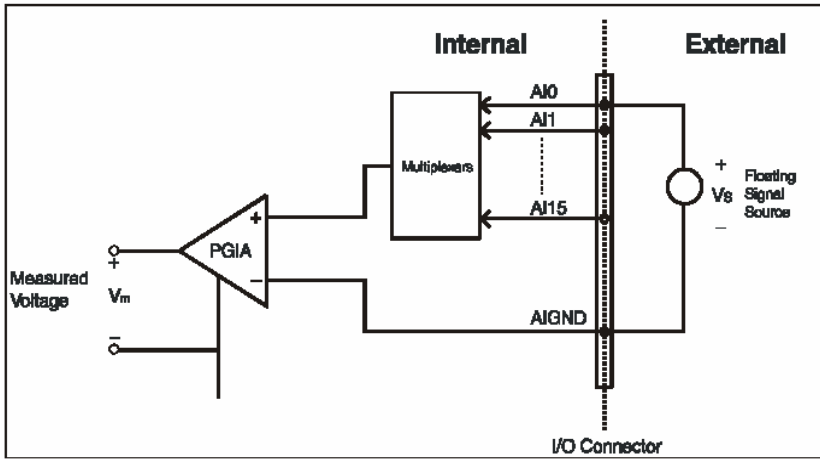 Internal External
AI0
AI1
Multiplexers
AI15
+ Vs −
Floating
Signal
Source
+ PGIA −
Measured
Voltage
+ Vm −
AIGND
I/O Connector